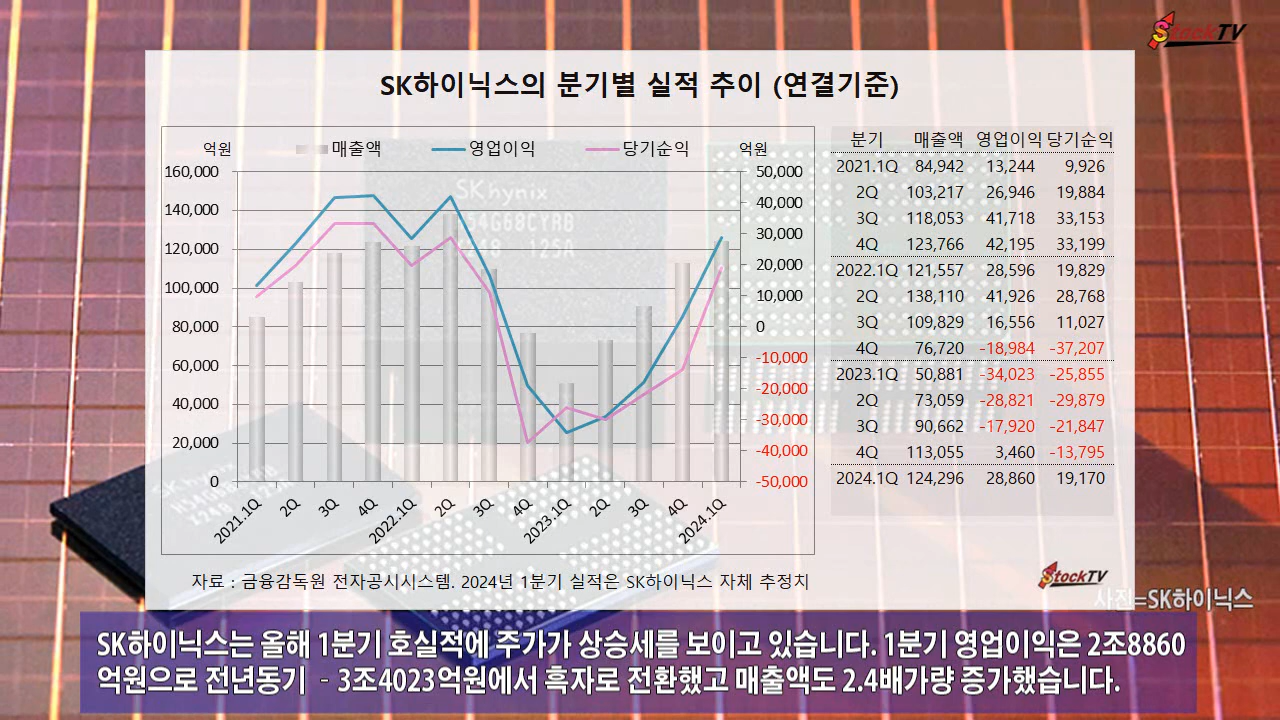 StockTV
SK하이닉스의 분기별 실적 추이 (연결기준)
억원 매출액 영업이익 당기순익 억원
160,000 50,000
140,000 40,000
120,000 30,000
100,000 20,000
80,000 10,000
60,000 0
40,000 -10,000
20,000 -20,000
0 -30,000
-40,000
-50,000
2021.1Q 2Q 3Q 4Q 2022.1Q 2Q 3Q 4Q 2023.1Q 2Q 3Q 4Q 2024.1Q
분기 매출액 영업이익 당기순익
2021.1Q 84,942 13,244 9,926
2Q 103,217 26,946 19,884
3Q 118,053 41,718 33,153
4Q 123,766 42,195 33,199
2022.1Q 121,557 28,596 19,829
2Q 138,110 41,926 28,768
3Q 109,829 16,556 11,027
4Q 76,720 -18,984 -37,207
2023.1Q 50,881 -34,023 -25,855
2Q 73,059 -28,821 -29,879
3Q 90,662 -17,920 -21,847
4Q 113,055 3,460 -13,795
2024.1Q 124,296 28,860 19,170
SK hynix
125A
자료 : 금융감독원 전자공시시스템. 2024년 1분기 실적은 SK하이닉스 자체 추정치
StockTV
사진=SK하이닉스
SK하이닉스는 올해 1분기 호실적에 주가가 상승세를 보이고 있습니다. 1분기 영업이익은 2조8860
억원으로 전년동기 -3조4023억원에서 흑자로 전환했고 매출액도 2.4배가량 증가했습니다.